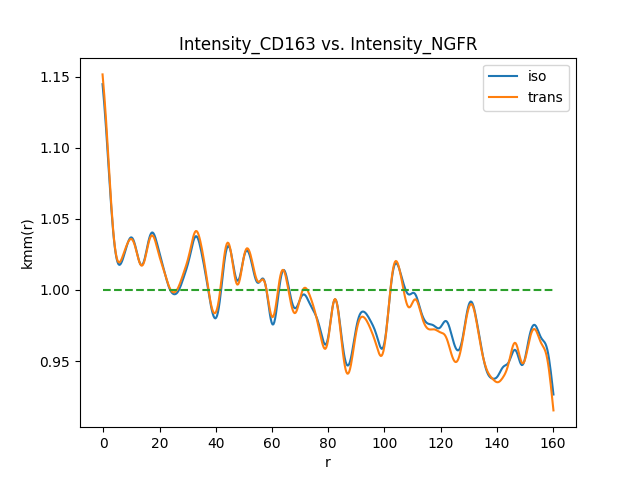 Intensity_CD163 vs. Intensity_NGFR
iso
trans
1.15
1.10
1.05
1.00
0.95
kmm(r)
0 20 40 60 80 100 120 140 160
r